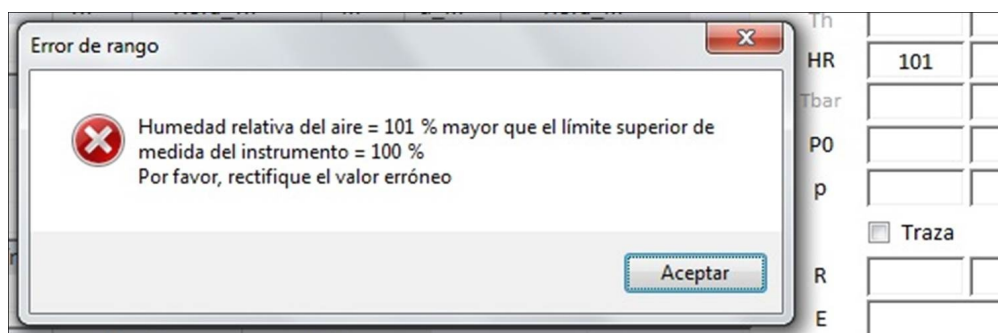 Error de rango
Humedad relativa del aire = 101 % mayor que el límite superior de
medida del instrumento = 100 %
Por favor, rectifique el valor erróneo
Aceptar
Th
HR 101
Tbar
P0
p
Traza
R
E